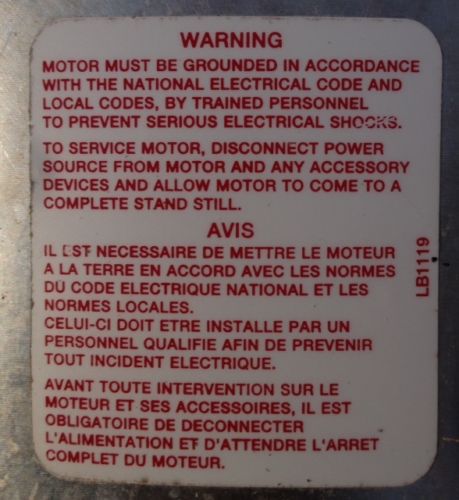 WARNING
MOTOR MUST BE GROUNDED IN ACCORDANCE
WITH THE NATIONAL ELECTRICAL CODE AND
LOCAL CODES, BY TRAINED PERSONNEL
TO PREVENT SERIOUS ELECTRICAL SHOCKS.
TO SERVICE MOTOR, DISCONNECT POWER
SOURCE FROM MOTOR AND ANY ACCESSORY
DEVICES AND ALLOW MOTOR TO COME TO A
COMPLETE STAND STILL.
AVIS
IL EST NECESSAIRE DE METTRE LE MOTEUR
A LA TERRE EN ACCORD AVEC LES NORMES
DU CODE ELECTRIQUE NATIONAL ET LES
NORMES LOCALES.
CELUI-CI DOIT ETRE INSTALLE PAR UN
PERSONNEL QUALIFIE AFIN DE PREVENIR
TOUT INCIDENT ELECTRIQUE.
AVANT TOUTE INTERVENTION SUR LE
MOTEUR ET SES ACCESSOIRES, IL EST
OBLIGATOIRE DE DECONNECTER
L'ALIMENTATION ET D'ATTENDRE L'ARRET
COMPLET DU MOTEUR.
LB1119